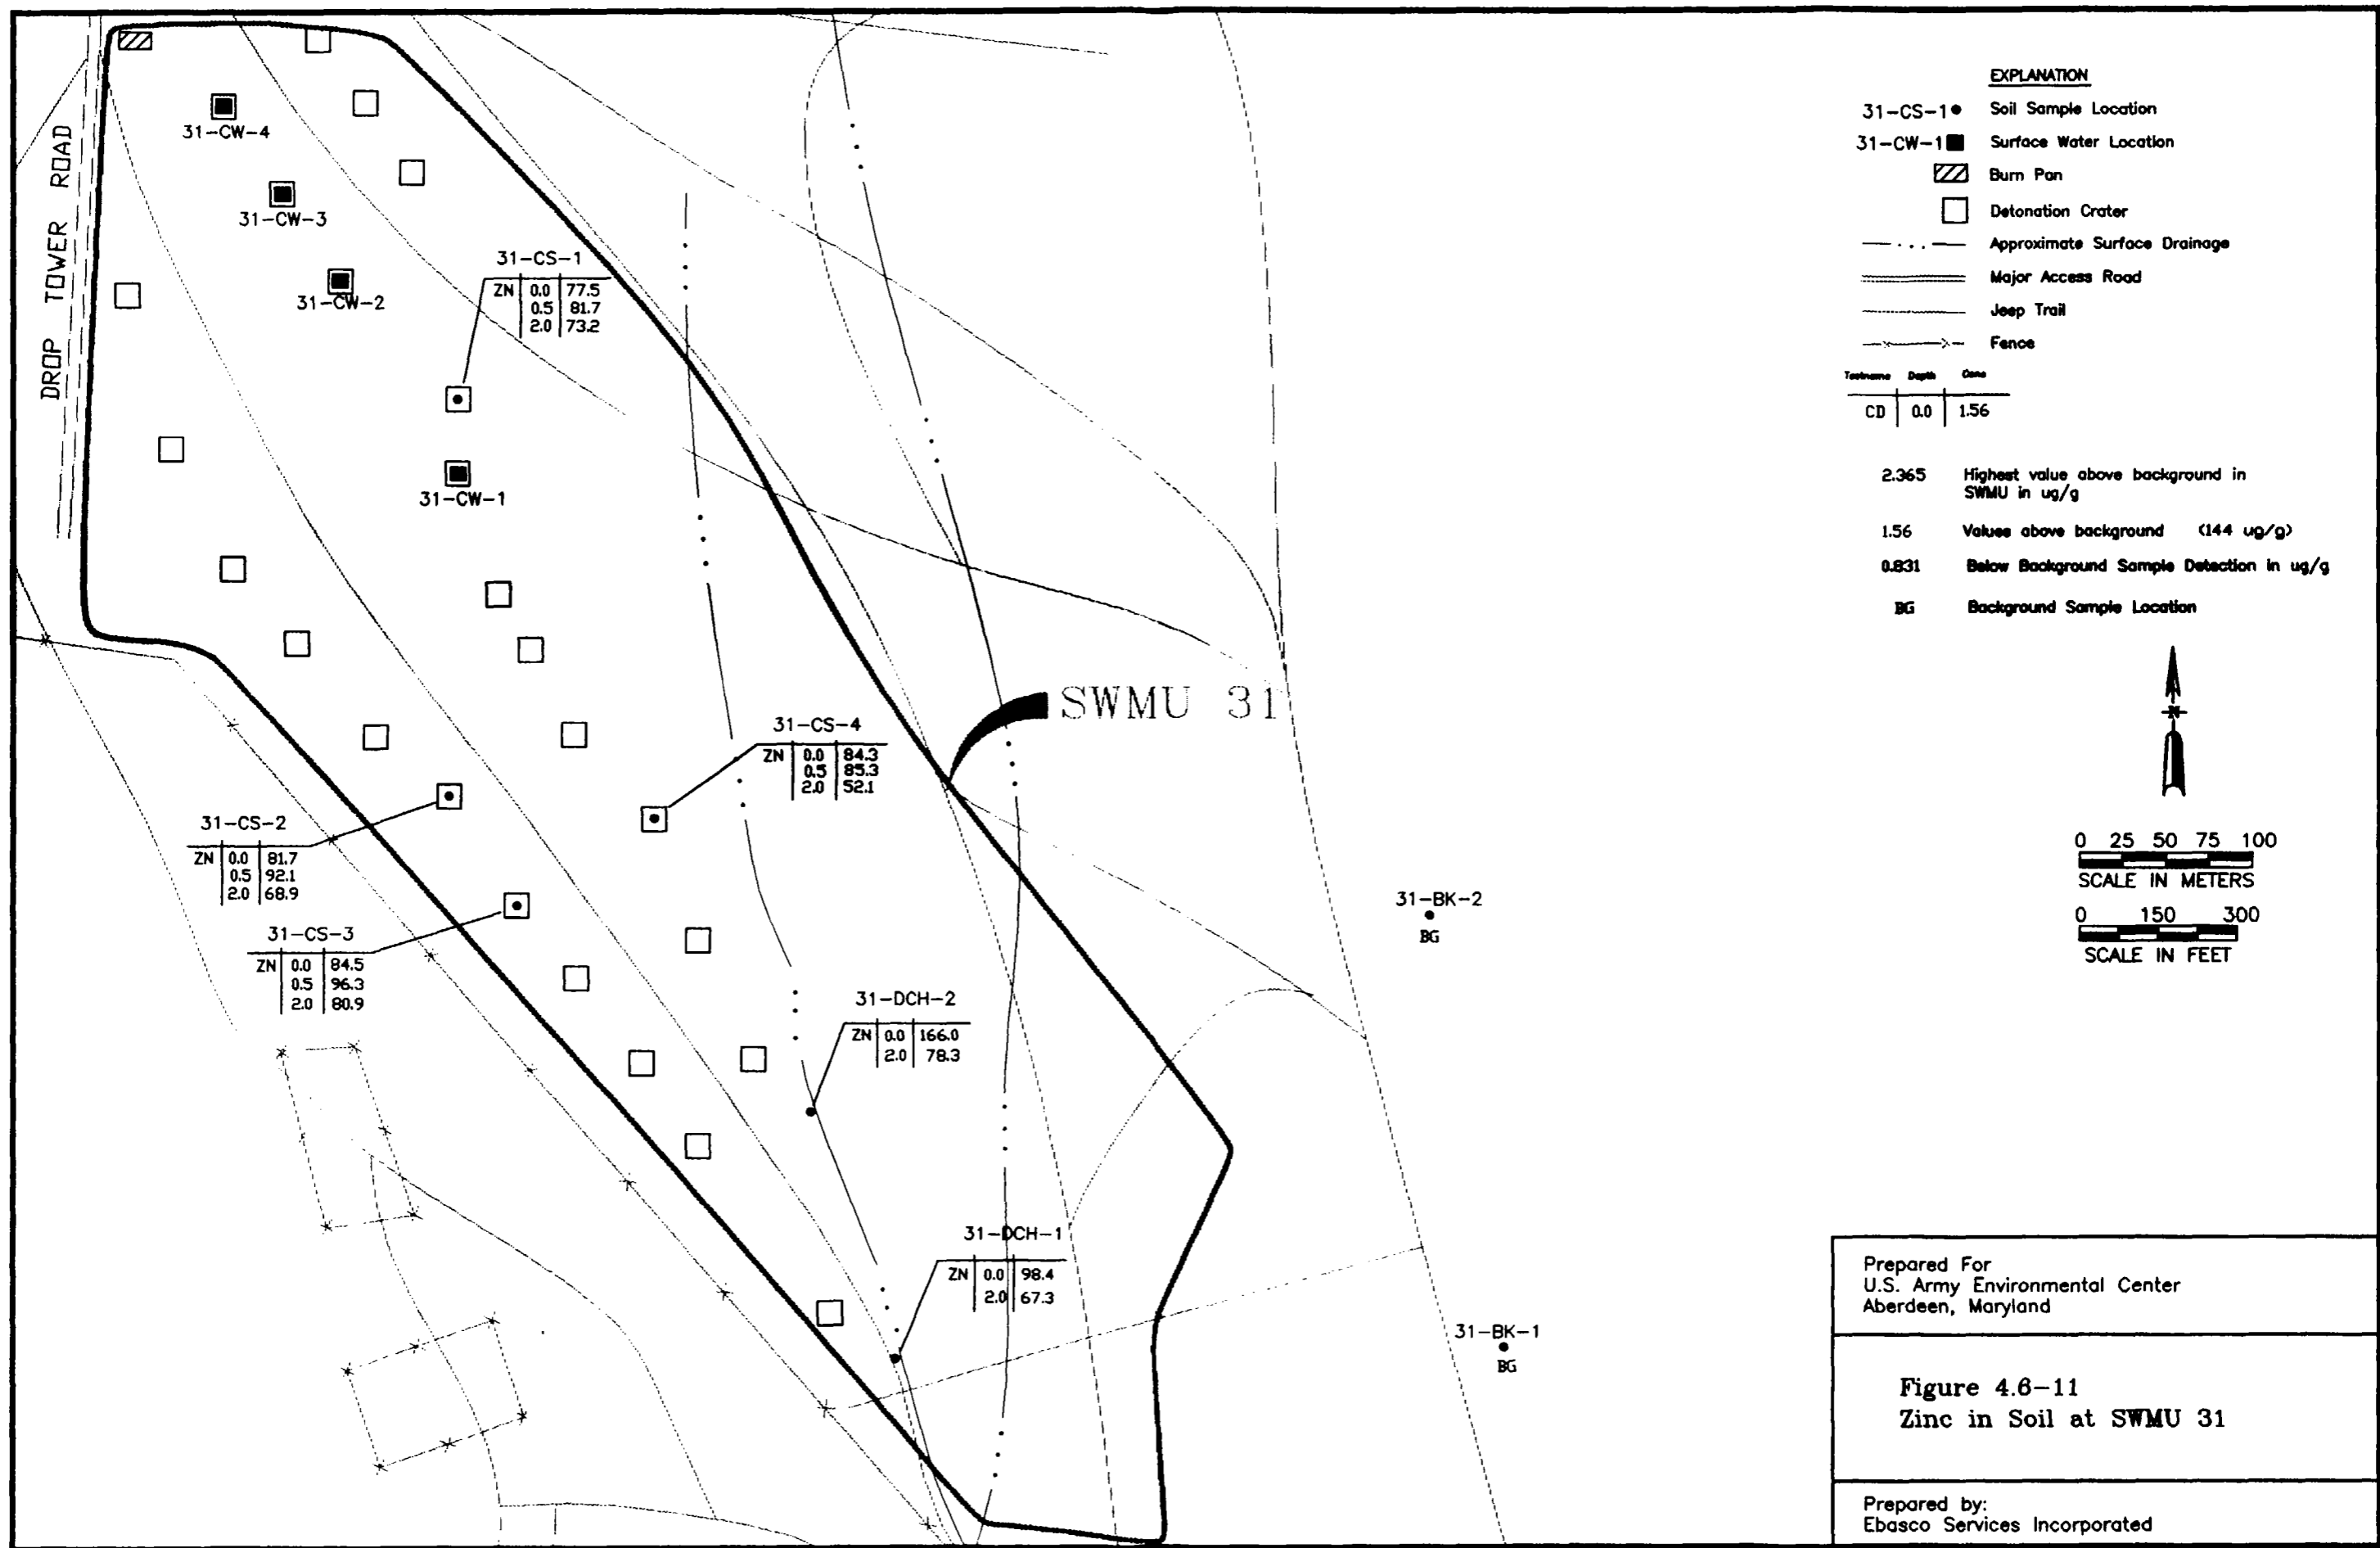 31-CW-4
31-CW-3
31-CW-2
DROP TOWER ROAD
31-CS-1
ZN 0.0 77.5
0.5 81.7
2.0 73.2
31-CW-1
SWMU 31
31-CS-4
ZN 0.0 84.3
0.5 85.3
2.0 52.1
31-CS-2
ZN 0.0 81.7
0.5 92.1
2.0 68.9
31-CS-3
ZN 0.0 84.5
0.5 96.3
2.0 80.9
31-DCH-2
ZN 0.0 166.0
2.0 78.3
31-DCH-1
ZN 0.0 98.4
2.0 67.3
31-BK-2
BG
31-BK-1
BG
EXPLANATION
31-CS-1 Soil Sample Location
31-CW-1 Surface Water Location
Burn Pan
Detonation Crater
Approximate Surface Drainage
Major Access Road
Jeep Trail
Fence
Testname Depth Conc
CD 0.0 1.56
2.365 Highest value above background in
SWMU in ug/g
1.56 Values above background (144 ug/g)
0.831 Below Background Sample Detection in ug/g
BG Background Sample Location
N
0 25 50 75 100
SCALE IN METERS
0 150 300
SCALE IN FEET
Prepared For
U.S. Army Environmental Center
Aberdeen, Maryland
Figure 4.6-11
Zinc in Soil at SWMU 31
Prepared by:
Ebasco Services Incorporated